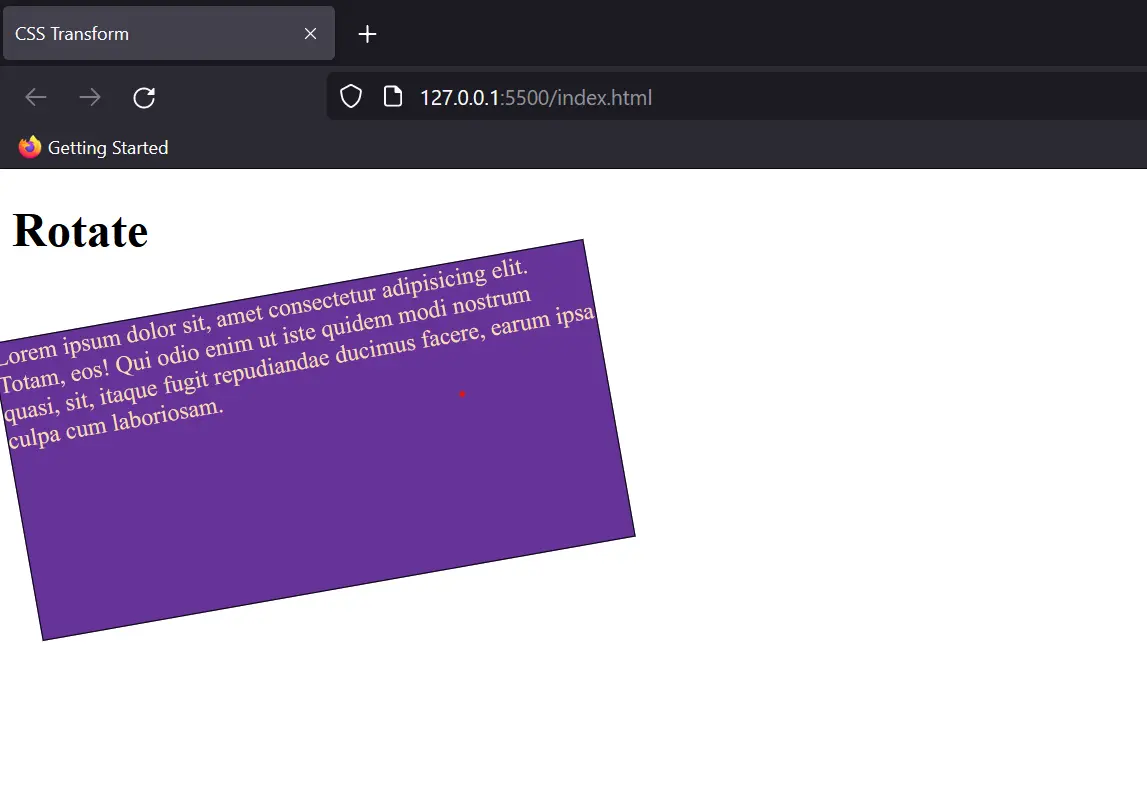 CSS Transform
127.0.0.1:5500/index.html
Getting Started
Rotate
Lorem ipsum dolor sit, amet consectetur adipisicing elit.
Totam, eos! Qui odio enim ut iste quidem modi nostrum
quasi, sit, itaque fugit repudiandae ducimus facere, earum ipsa
culpa cum laboriosam.